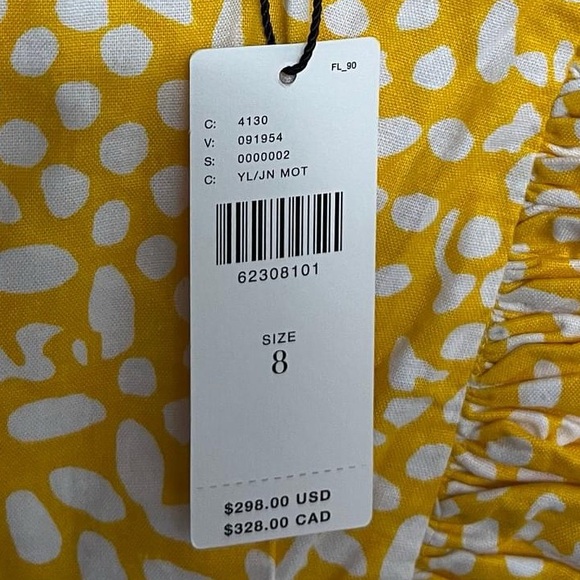 FL_90
C: 4130
V: 091954
S: 0000002
C: YL/JN MOT
62308101
SIZE
8
$298.00 USD
$328.00 CAD